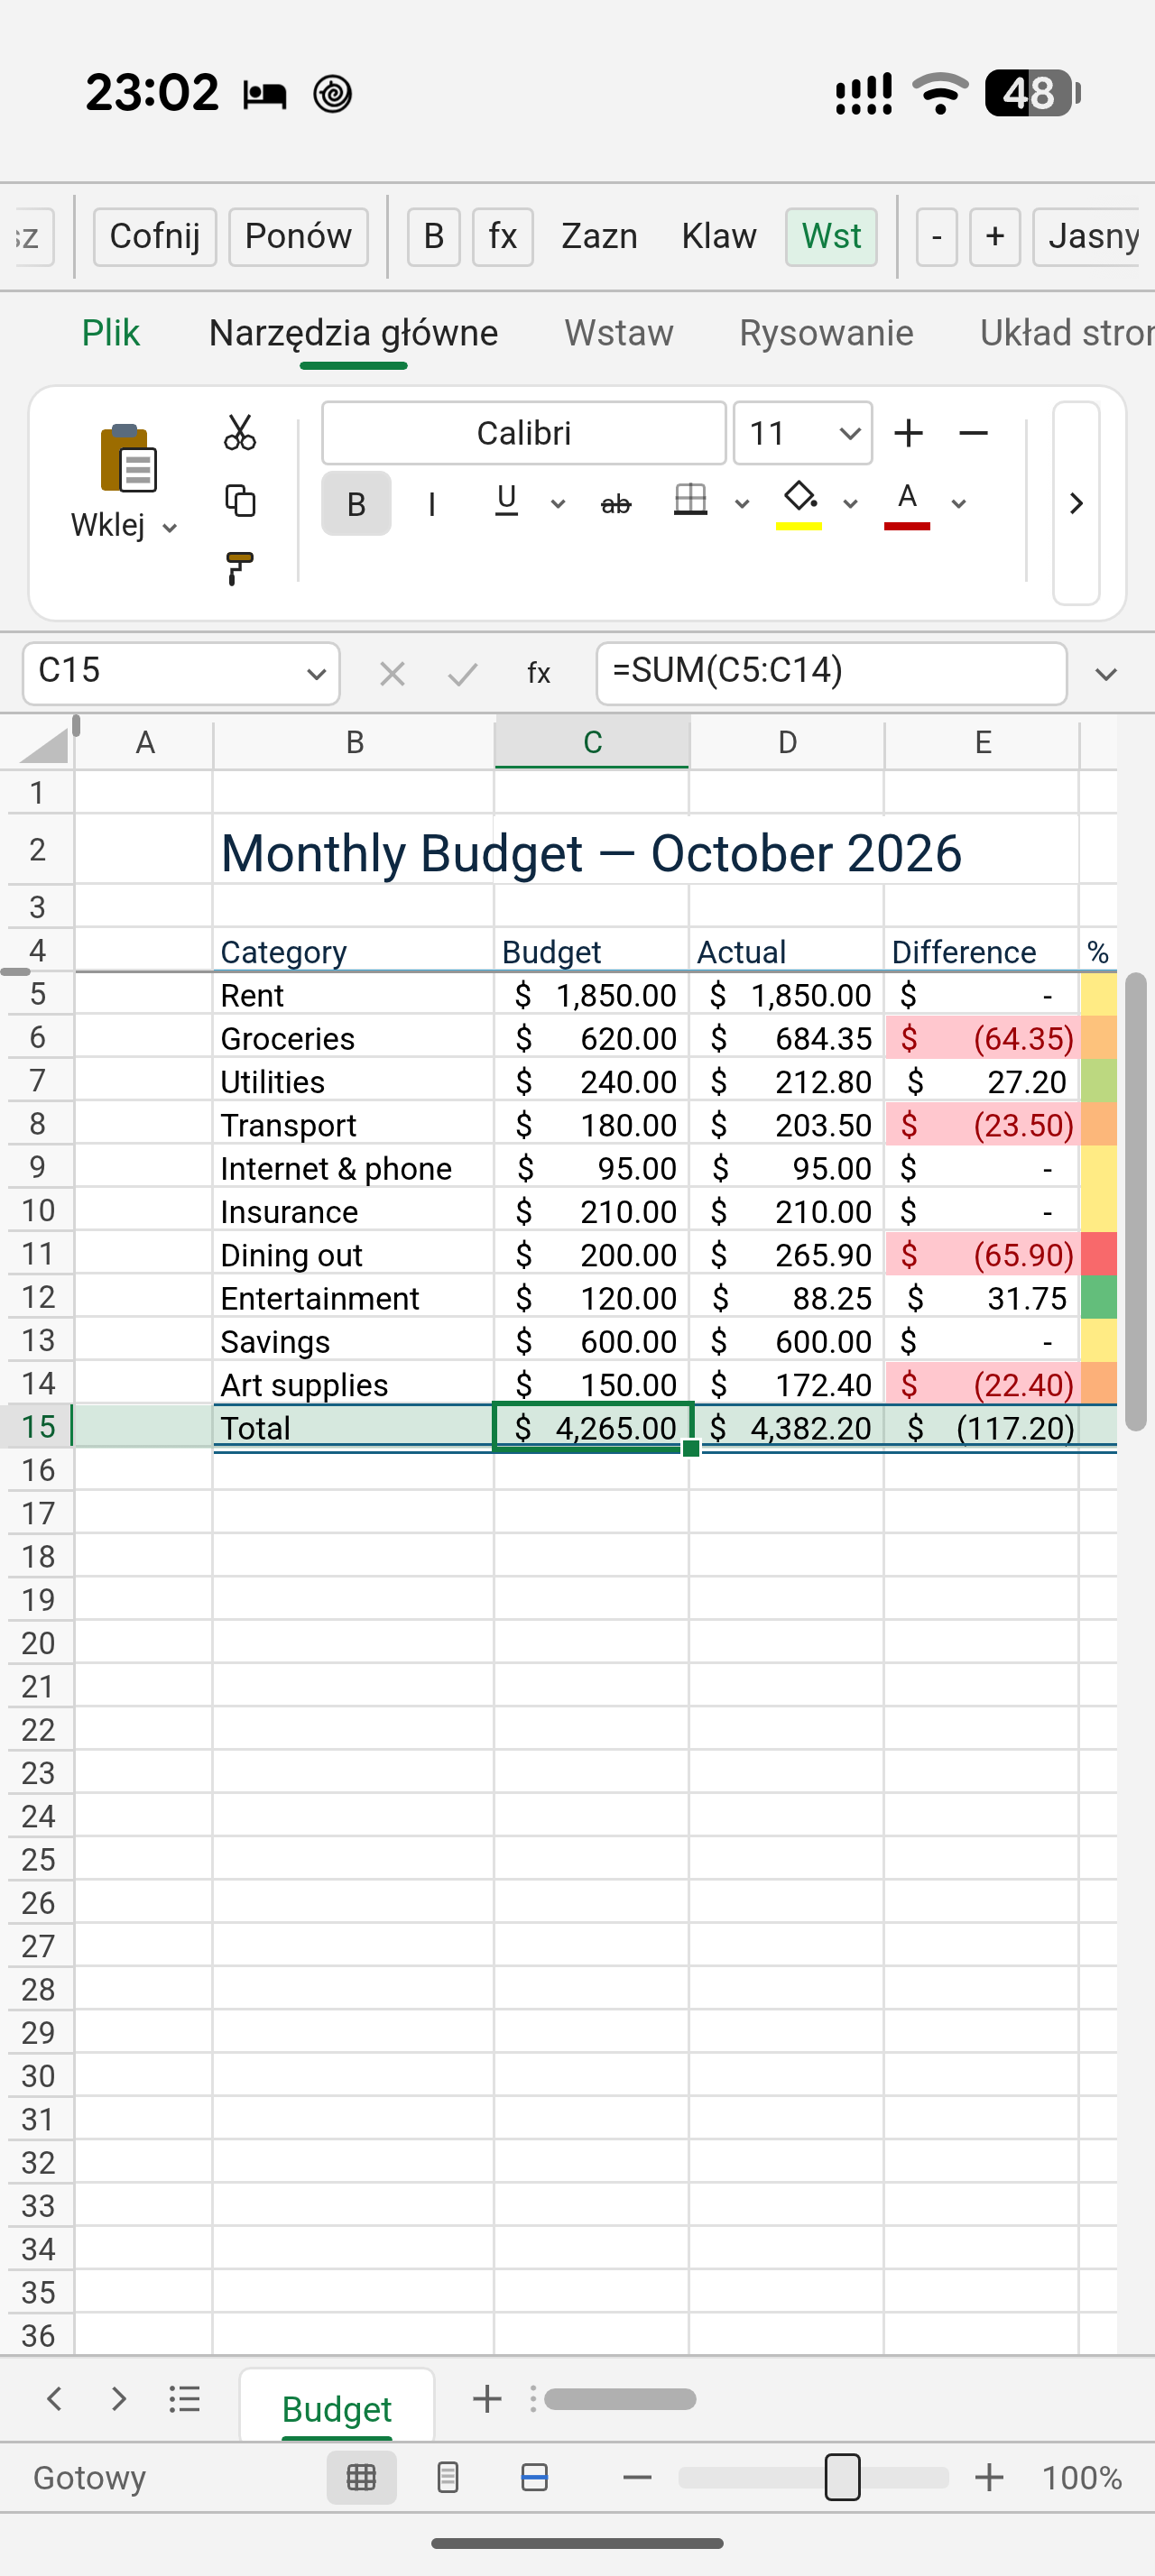 23:02 48
sz Cofnij Ponów B fx Zazn Klaw Wst - + Jasny
Plik Narzędzia główne Wstaw Rysowanie Układ stron
Wklej Calibri 11
B I U ab A
C15 fx =SUM(C5:C14)
A B C D E
1
2 Monthly Budget — October 2026
3
4 Category Budget Actual Difference %
5 Rent $ 1,850.00 $ 1,850.00 $ -
6 Groceries $ 620.00 $ 684.35 $ (64.35)
7 Utilities $ 240.00 $ 212.80 $ 27.20
8 Transport $ 180.00 $ 203.50 $ (23.50)
9 Internet & phone $ 95.00 $ 95.00 $ -
10 Insurance $ 210.00 $ 210.00 $ -
11 Dining out $ 200.00 $ 265.90 $ (65.90)
12 Entertainment $ 120.00 $ 88.25 $ 31.75
13 Savings $ 600.00 $ 600.00 $ -
14 Art supplies $ 150.00 $ 172.40 $ (22.40)
15 Total $ 4,265.00 $ 4,382.20 $ (117.20)
16
17
18
19
20
21
22
23
24
25
26
27
28
29
30
31
32
33
34
35
36
Budget
Gotowy 100%